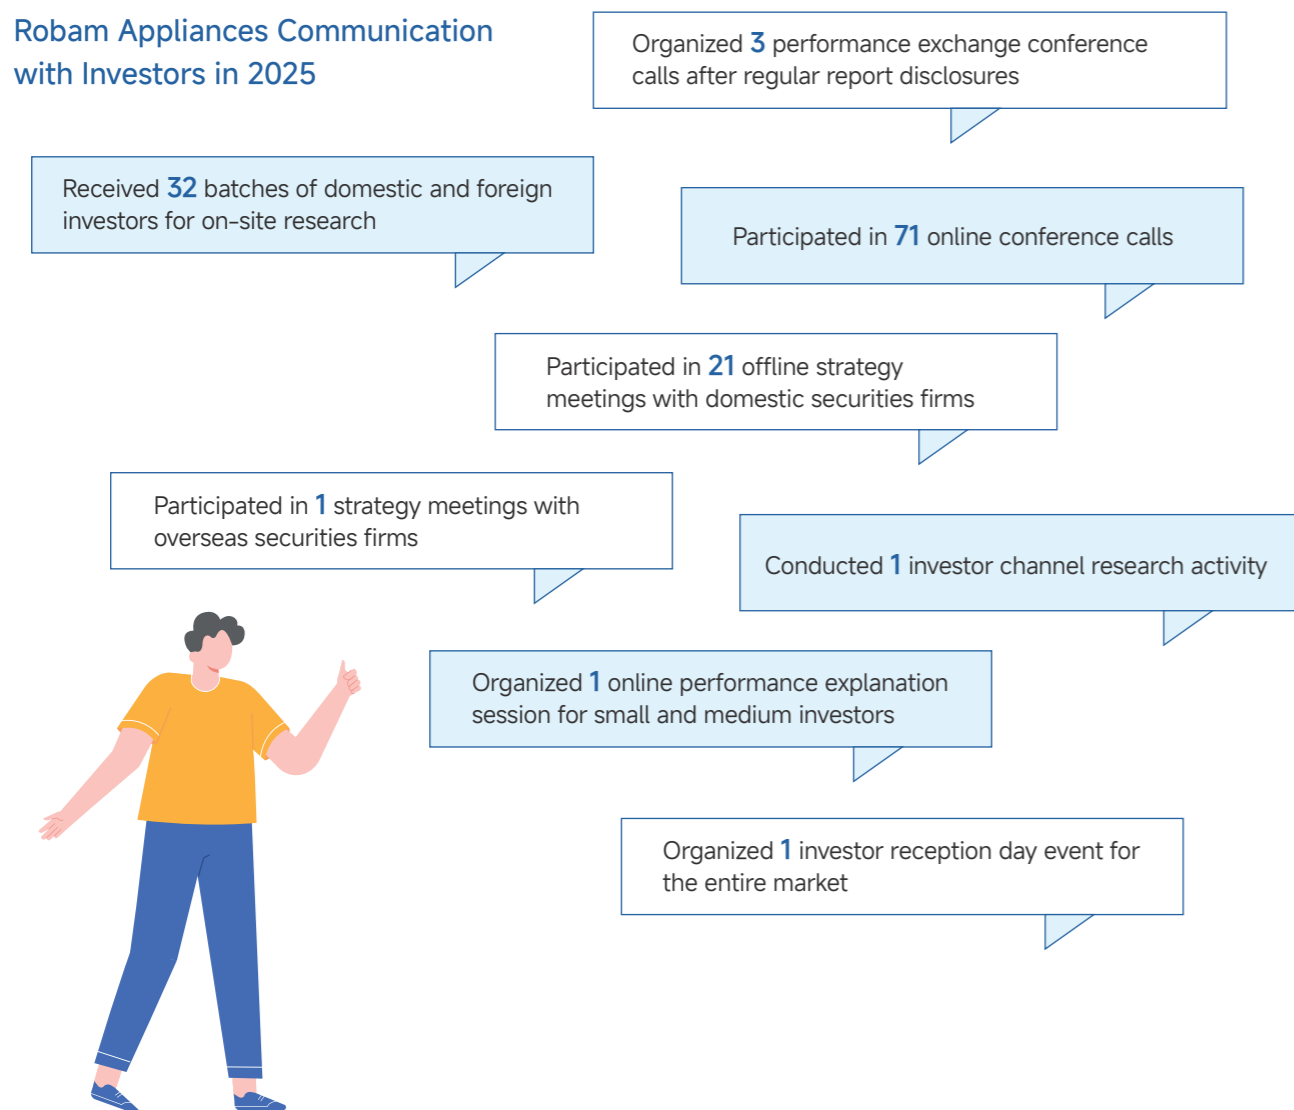 Robam Appliances Communication
with Investors in 2025
Organized 3 performance exchange conference
calls after regular report disclosures
Received 32 batches of domestic and foreign
investors for on-site research
Participated in 71 online conference calls
Participated in 21 offline strategy
meetings with domestic securities firms
Participated in 1 strategy meetings with
overseas securities firms
Conducted 1 investor channel research activity
Organized 1 online performance explanation
session for small and medium investors
Organized 1 investor reception day event for
the entire market